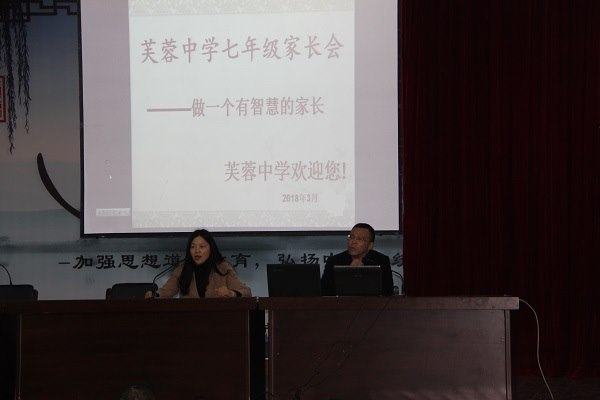 芙蓉中学七年级家长会
——做一个有智慧的家长
芙蓉中学欢迎您!
2018年3月
–加强思想道 育，弘扬